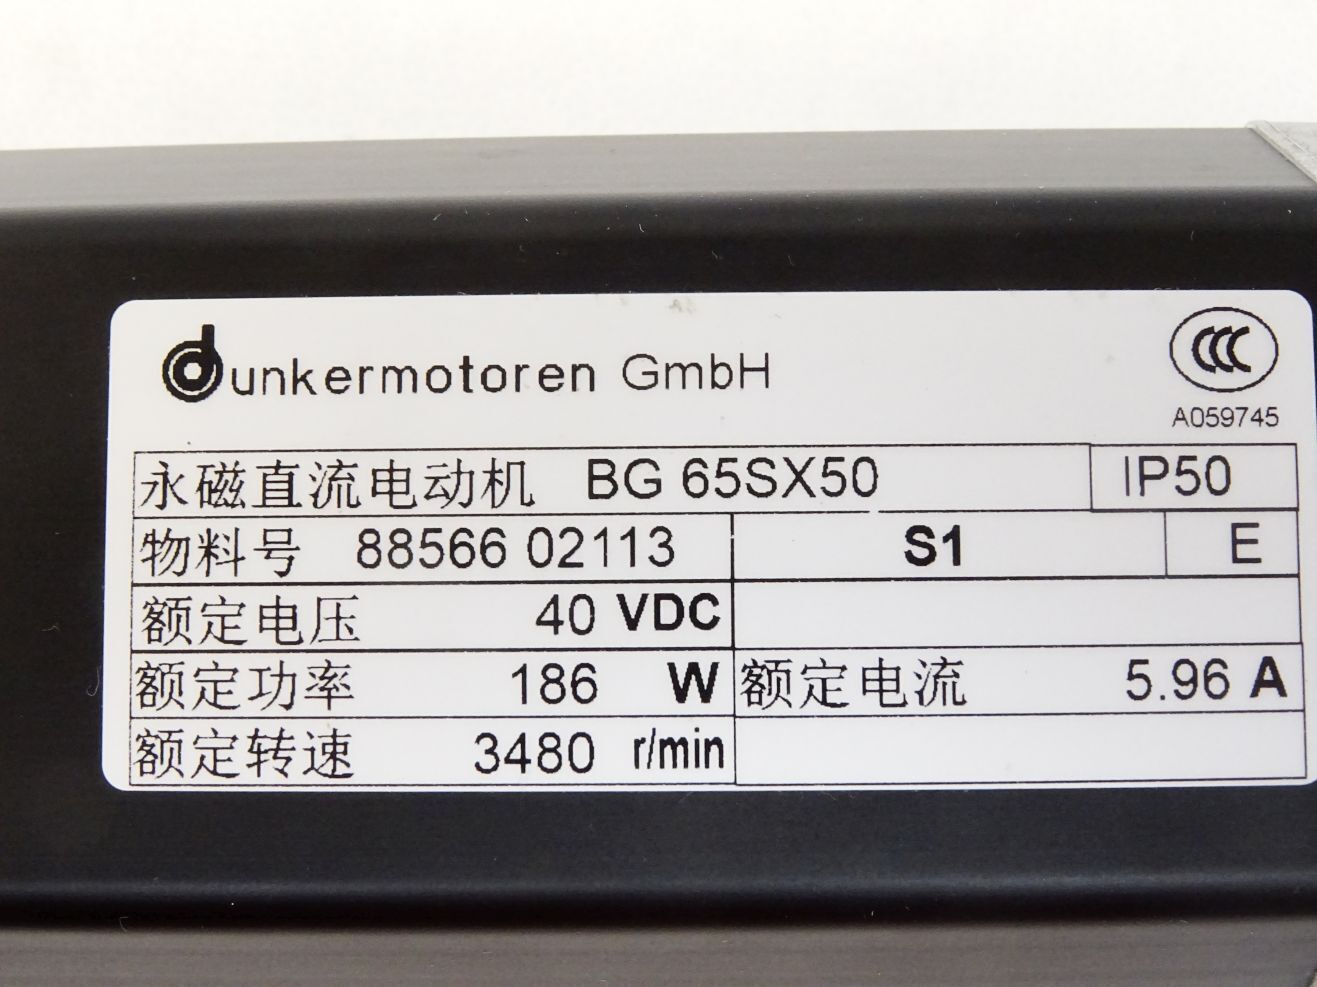 dunkermotoren GmbH
CCC
A059745
永磁直流电动机 BG 65SX50 IP50
物料号 88566 02113 S1 E
额定电压 40 VDC
额定功率 186 W 额定电流 5.96 A
额定转速 3480 r/min